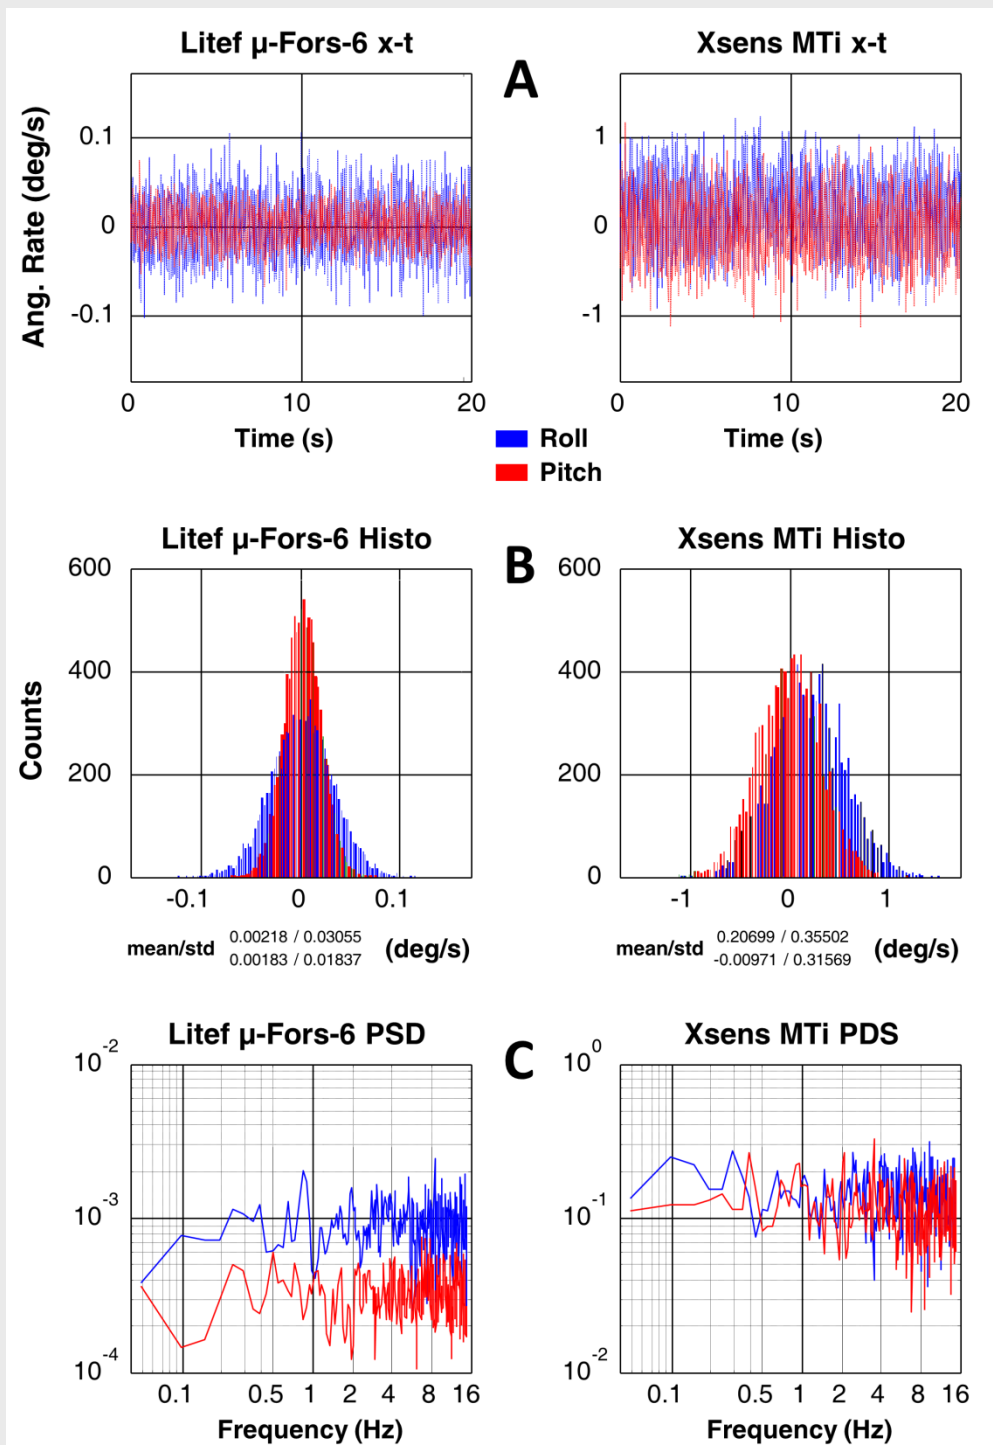 Litef µ-Fors-6 x-t
Xsens MTi x-t
A
Ang. Rate (deg/s)
0.1
0
-0.1
1
0
-1
0
10
20
0
10
20
Time (s)
Time (s)
Roll
Pitch
Litef µ-Fors-6 Histo
Xsens MTi Histo
B
Counts
600
400
200
0
600
400
200
0
-0.1
0
0.1
-1
0
1
mean/std
0.00218 / 0.03055
0.00183 / 0.01837
(deg/s)
mean/std
0.20699 / 0.35502
-0.00971 / 0.31569
(deg/s)
Litef µ-Fors-6 PSD
Xsens MTi PDS
C
10^-2
10^-3
10^-4
10^0
10^-1
10^-2
0.1
0.5
1
2
4
8
16
0.1
0.5
1
2
4
8
16
Frequency (Hz)
Frequency (Hz)